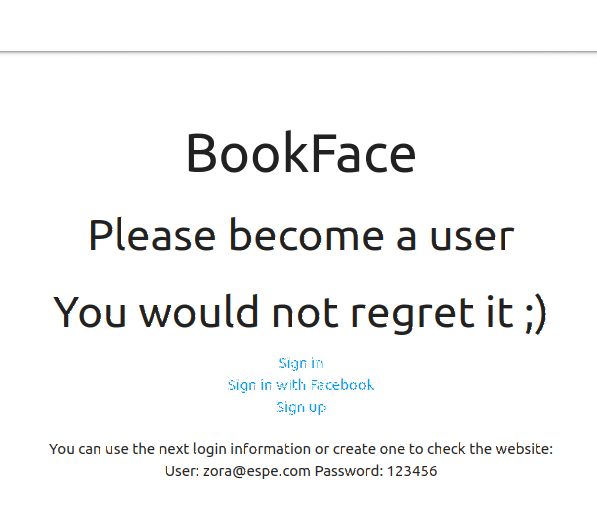 BookFace
Please become a user
You would not regret it ;)
Sign in
Sign in with Facebook
Sign up
You can use the next login information or create one to check the website:
User: zora@espe.com Password: 123456